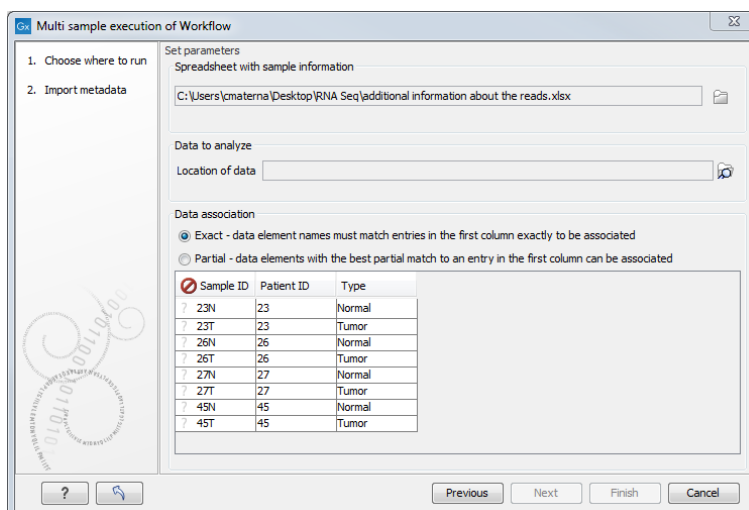 Gx Multi sample execution of Workflow
1. Choose where to run
2. Import metadata
Set parameters
Spreadsheet with sample information
C:\Users\cmaterna\Desktop\RNA Seq\additional information about the reads.xlsx
Data to analyze
Location of data
Data association
Exact - data element names must match entries in the first column exactly to be associated
Partial - data elements with the best partial match to an entry in the first column can be associated
Sample ID Patient ID Type
? 23N 23 Normal
? 23T 23 Tumor
? 26N 26 Normal
? 26T 26 Tumor
? 27N 27 Normal
? 27T 27 Tumor
? 45N 45 Normal
? 45T 45 Tumor
? Previous Next Finish Cancel